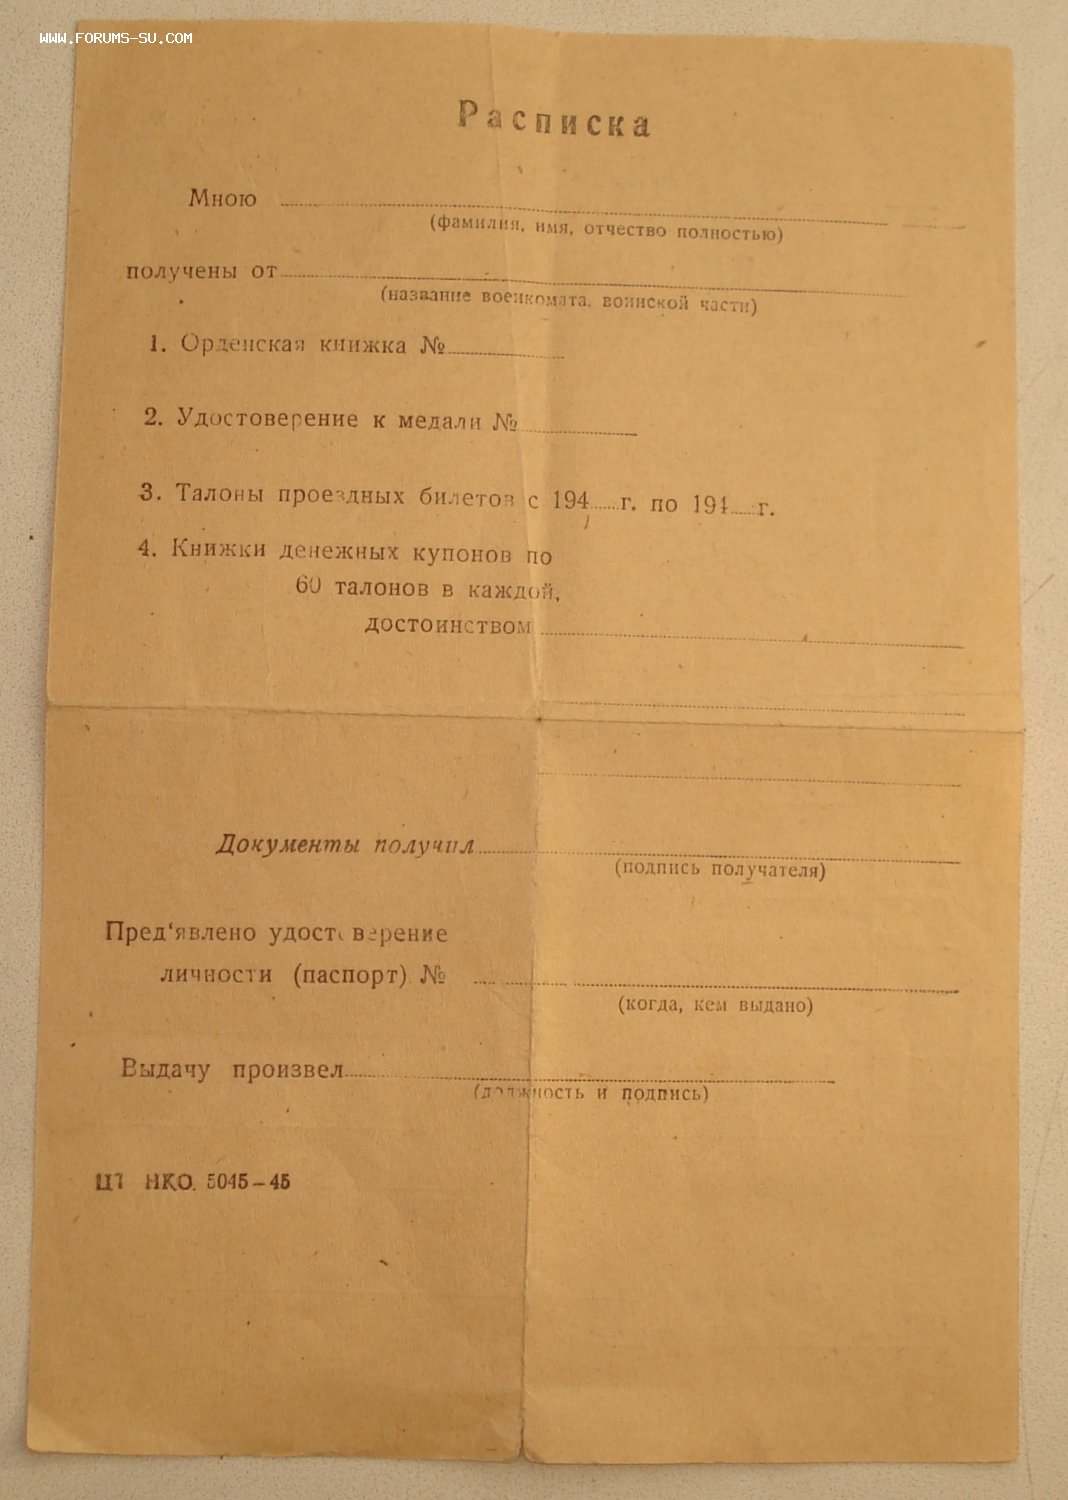 WWW.FORUMS-SU.COM
Расписка
Мною
(фамилия, имя, отчество полностью)
получены от
(название военкомата, воинской части)
1. Орденская книжка №
2. Удостоверение к медали №
3. Талоны проездных билетов с 194 г. по 194 г.
4. Книжки денежных купонов по
60 талонов в каждой,
достоинством
Документы получил
(подпись получателя)
Пред‘явлено удостоверение
личности (паспорт) №
(когда, кем выдано)
Выдачу произвел
(должность и подпись)
НКО. 5045–45